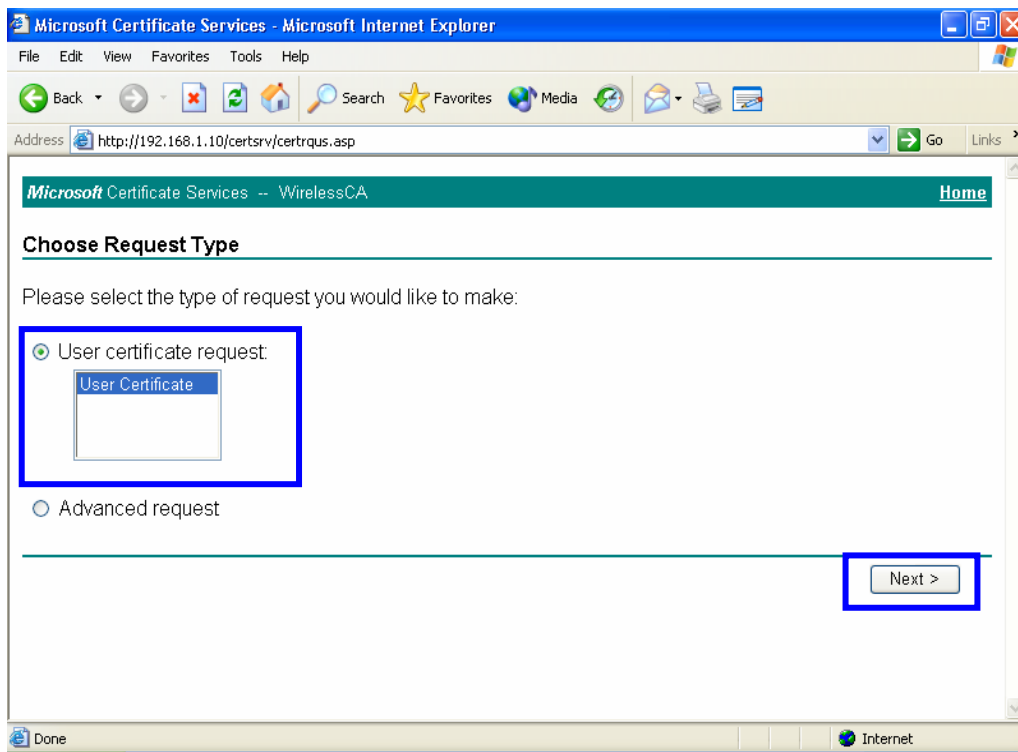 Microsoft Certificate Services - Microsoft Internet Explorer
File Edit View Favorites Tools Help
Back Search Favorites Media
Address http://192.168.1.10/certsrv/certrqus.asp Go Links
Microsoft Certificate Services -- WirelessCA Home
Choose Request Type
Please select the type of request you would like to make:
User certificate request:
User Certificate
Advanced request
Next >
Done Internet